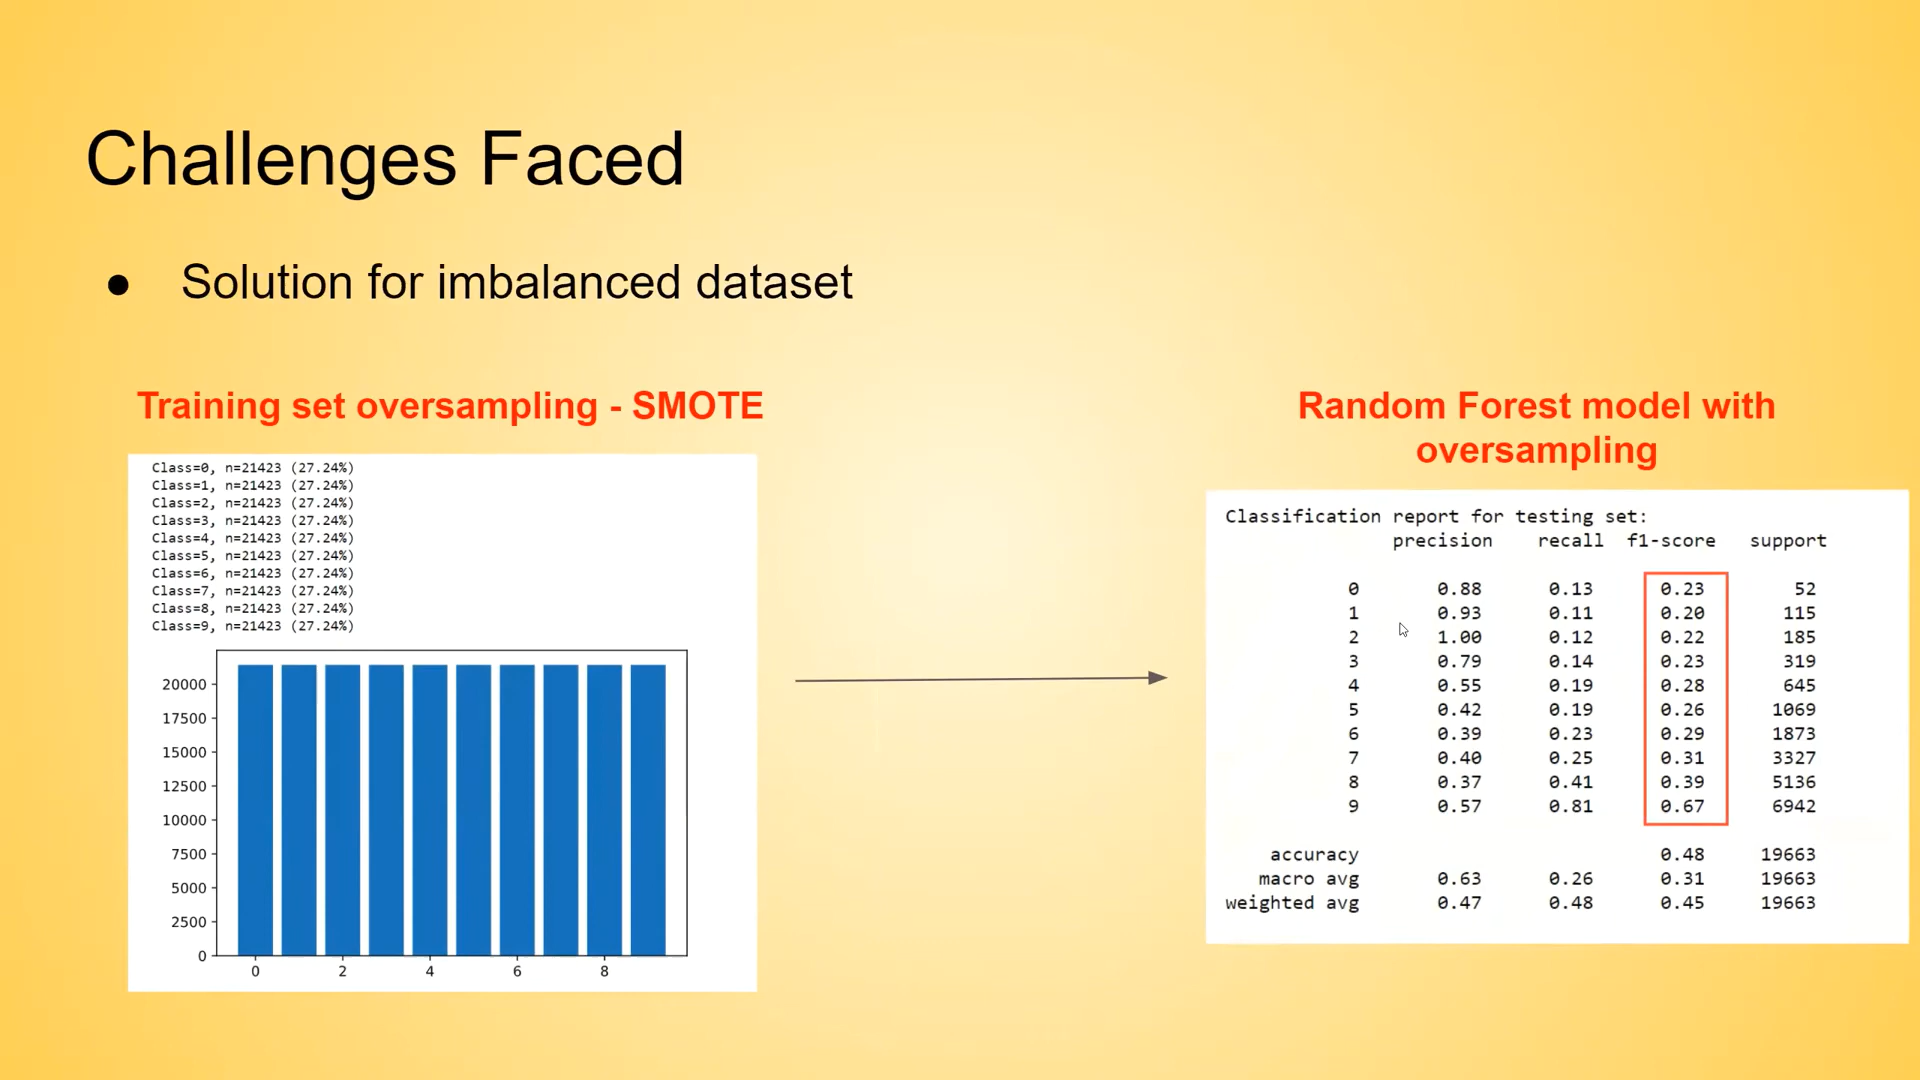 Challenges Faced
● Solution for imbalanced dataset
Training set oversampling - SMOTE
Class=0, n=21423 (27.24%)
Class=1, n=21423 (27.24%)
Class=2, n=21423 (27.24%)
Class=3, n=21423 (27.24%)
Class=4, n=21423 (27.24%)
Class=5, n=21423 (27.24%)
Class=6, n=21423 (27.24%)
Class=7, n=21423 (27.24%)
Class=8, n=21423 (27.24%)
Class=9, n=21423 (27.24%)
20000
17500
15000
12500
10000
7500
5000
2500
0
0 2 4 6 8
Random Forest model with
oversampling
Classification report for testing set:
precision recall f1-score support
0 0.88 0.13 0.23 52
1 0.93 0.11 0.20 115
2 1.00 0.12 0.22 185
3 0.79 0.14 0.23 319
4 0.55 0.19 0.28 645
5 0.42 0.19 0.26 1069
6 0.39 0.23 0.29 1873
7 0.40 0.25 0.31 3327
8 0.37 0.41 0.39 5136
9 0.57 0.81 0.67 6942
accuracy 0.48 19663
macro avg 0.63 0.26 0.31 19663
weighted avg 0.47 0.48 0.45 19663